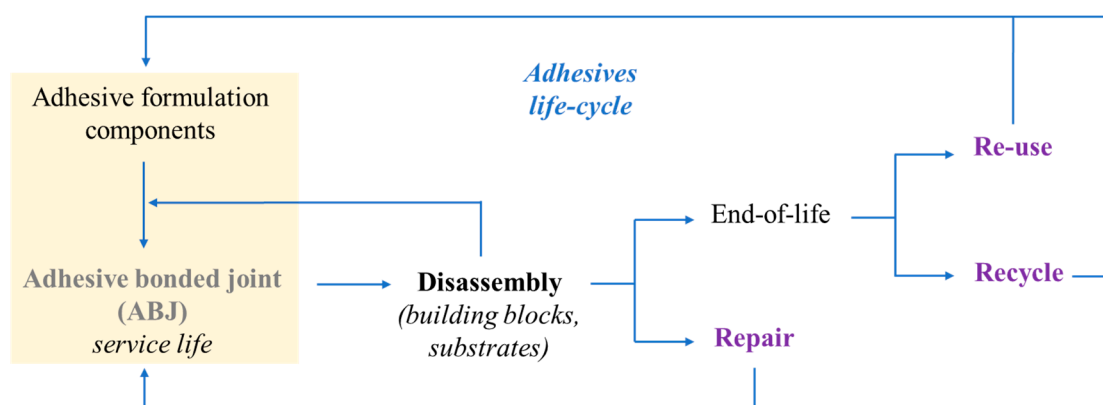 Adhesives
life-cycle
Adhesive formulation
components
Adhesive bonded joint
(ABJ)
service life
Disassembly
(building blocks,
substrates)
End-of-life
Repair
Re-use
Recycle